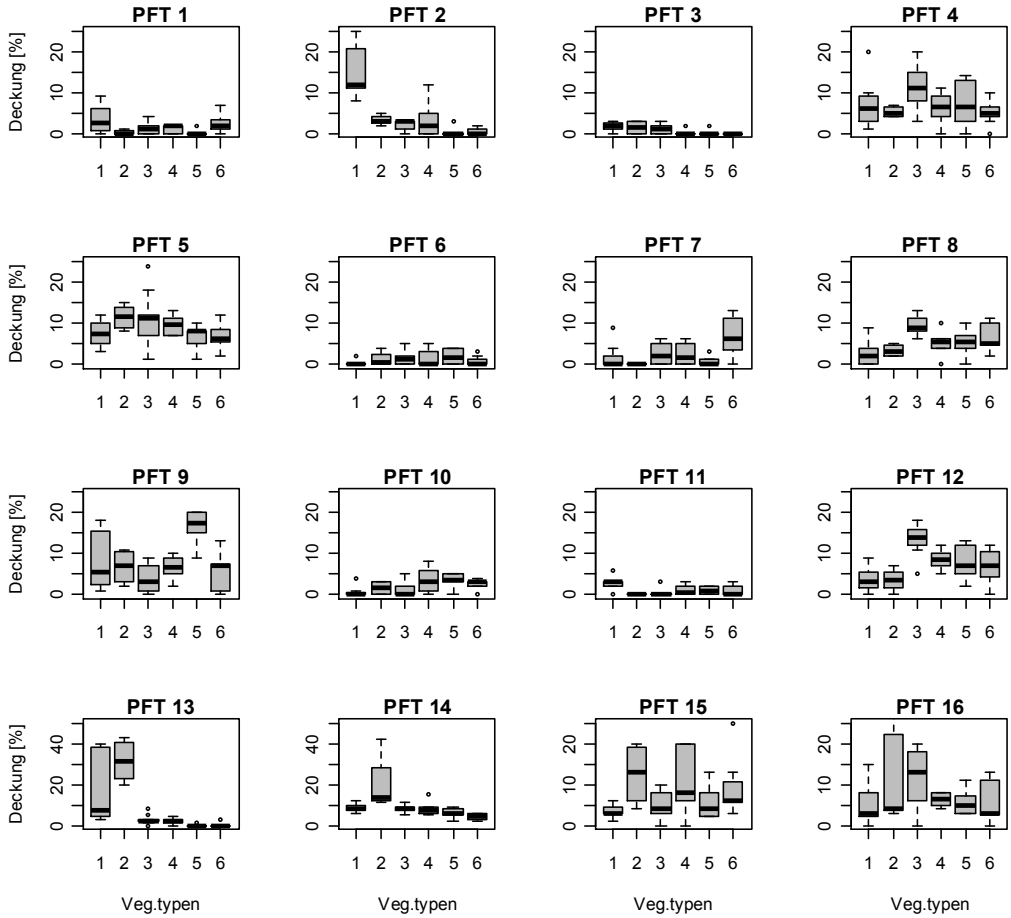 PFT 1 PFT 2 PFT 3 PFT 4
Deckung [%] 0 10 20 0 10 20 0 10 20 0 10 20
1 2 3 4 5 6 1 2 3 4 5 6 1 2 3 4 5 6 1 2 3 4 5 6
PFT 5 PFT 6 PFT 7 PFT 8
Deckung [%] 0 10 20 0 10 20 0 10 20 0 10 20
1 2 3 4 5 6 1 2 3 4 5 6 1 2 3 4 5 6 1 2 3 4 5 6
PFT 9 PFT 10 PFT 11 PFT 12
Deckung [%] 0 10 20 0 10 20 0 10 20 0 10 20
1 2 3 4 5 6 1 2 3 4 5 6 1 2 3 4 5 6 1 2 3 4 5 6
PFT 13 PFT 14 PFT 15 PFT 16
Deckung [%] 0 20 40 0 20 40 0 10 20 0 10 20
1 2 3 4 5 6 1 2 3 4 5 6 1 2 3 4 5 6 1 2 3 4 5 6
Veg.typen Veg.typen Veg.typen Veg.typen